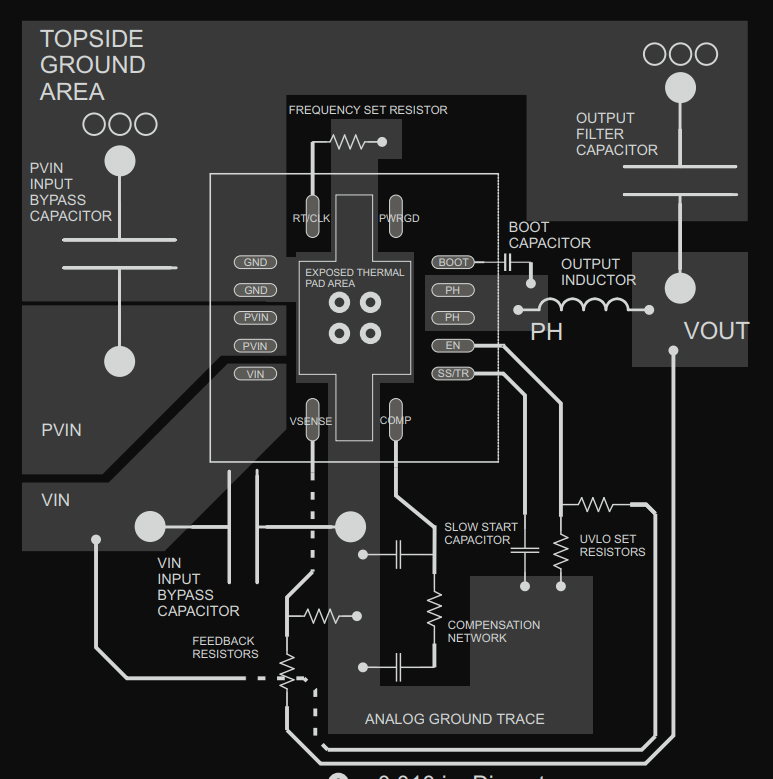 TOPSIDE
GROUND
AREA
FREQUENCY SET RESISTOR
OUTPUT
FILTER
CAPACITOR
PVIN
INPUT
BYPASS
CAPACITOR
RT/CLK
PWRGD
BOOT
CAPACITOR
GND
EXPOSED THERMAL
PAD AREA
BOOT
OUTPUT
INDUCTOR
GND
PH
PVIN
PH
PH
VOUT
PVIN
EN
VIN
SS/TR
VSENSE
COMP
PVIN
VIN
SLOW START
CAPACITOR
UVLO SET
RESISTORS
VIN
INPUT
BYPASS
CAPACITOR
FEEDBACK
RESISTORS
COMPENSATION
NETWORK
ANALOG GROUND TRACE